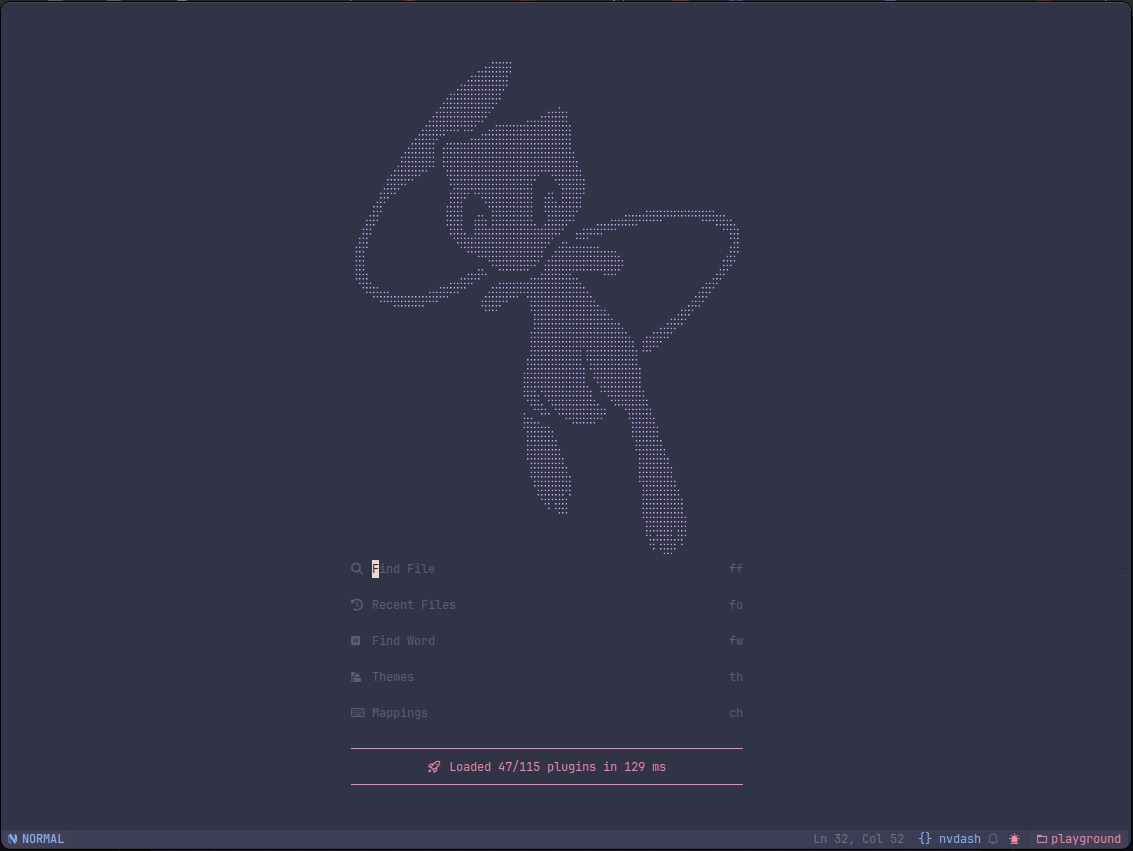 Find File ff
Recent Files fo
Find Word fw
Themes th
Mappings ch
Loaded 47/115 plugins in 129 ms
NORMAL Ln 32, Col 52 {} nvdash playground